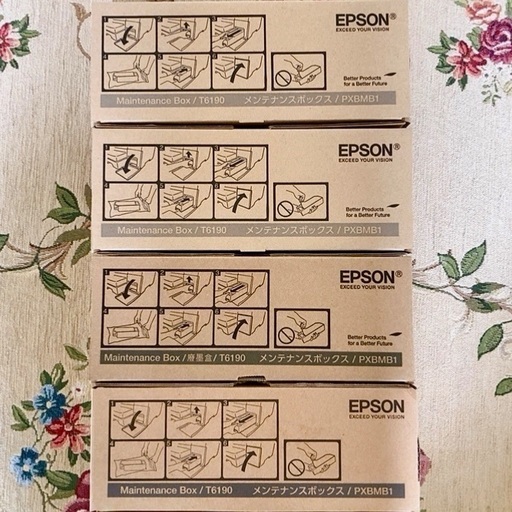 EPSON®
EXCEED YOUR VISION
Better Products
for a Better Future
Maintenance Box / T6190 メンテナンスボックス / PXBMB1
EPSON®
EXCEED YOUR VISION
Better Products
for a Better Future
Maintenance Box / T6190 メンテナンスボックス / PXBMB1
EPSON®
EXCEED YOUR VISION
Better Products
for a Better Future
Maintenance Box /廢墨盒/ T6190 メンテナンスボックス / PXBMB1
EPSON
EXCEED YOUR VISION
Maintenance Box / T6190 メンテナンスボックス / PXBMB1